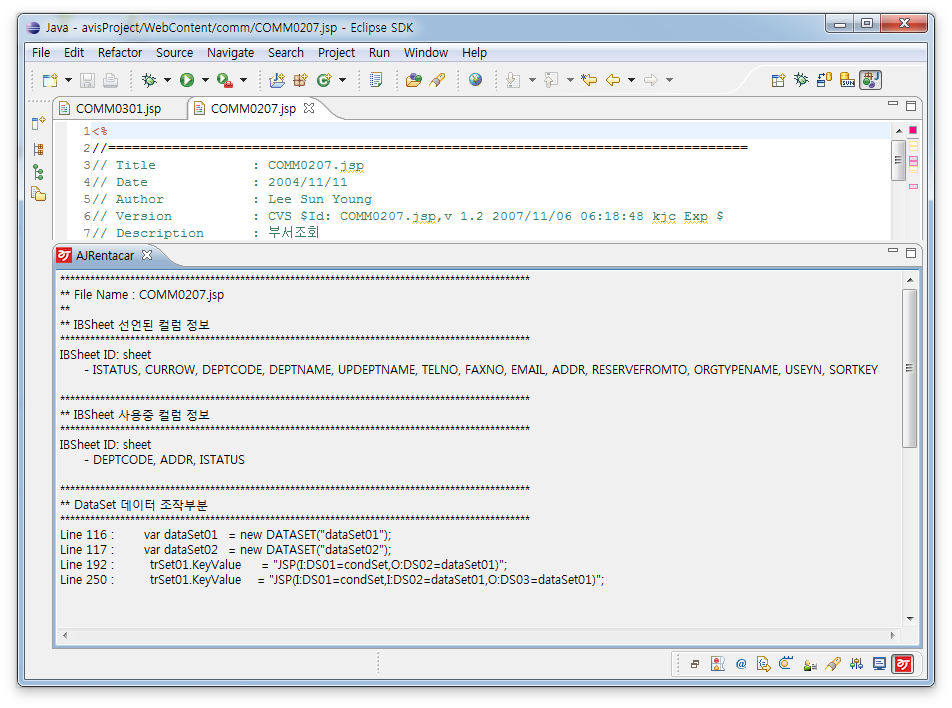 Java - avisProject/WebContent/comm/COMM0207.jsp - Eclipse SDK
File Edit Refactor Source Navigate Search Project Run Window Help
COMM0301.jsp COMM0207.jsp
1<%
2//================================================================================
3// Title : COMM0207.jsp
4// Date : 2004/11/11
5// Author : Lee Sun Young
6// Version : CVS $Id: COMM0207.jsp,v 1.2 2007/11/06 06:18:48 kjc Exp $
7// Description : 부서조회
AJRentacar
**********************************************************************************************
** File Name : COMM0207.jsp
**
** IBSheet 선언된 컬럼 정보
**********************************************************************************************
IBSheet ID: sheet
- ISTATUS, CURROW, DEPTCODE, DEPTNAME, UPDEPTNAME, TELNO, FAXNO, EMAIL, ADDR, RESERVEFROMTO, ORGTYPENAME, USEYN, SORTKEY
**********************************************************************************************
** IBSheet 사용중 컬럼 정보
**********************************************************************************************
IBSheet ID: sheet
- DEPTCODE, ADDR, ISTATUS
**********************************************************************************************
** DataSet 데이터 조작부분
**********************************************************************************************
Line 116 : var dataSet01 = new DATASET("dataSet01");
Line 117 : var dataSet02 = new DATASET("dataSet02");
Line 192 : trSet01.KeyValue = "JSP(I:DS01=condSet,O:DS02=dataSet01)";
Line 250 : trSet01.KeyValue = "JSP(I:DS01=condSet,I:DS02=dataSet01,O:DS03=dataSet01)";